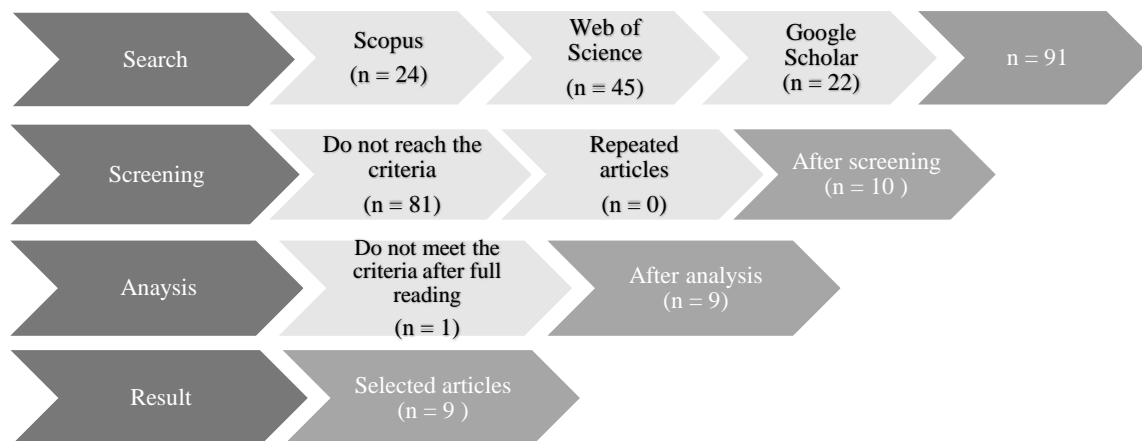 Search
Scopus
(n = 24)
Web of
Science
(n = 45)
Google
Scholar
(n = 22)
n = 91
Screening
Do not reach the
criteria
(n = 81)
Repeated
articles
(n = 0)
After screening
(n = 10 )
Anaysis
Do not meet the
criteria after full
reading
(n = 1)
After analysis
(n = 9)
Result
Selected articles
(n = 9 )